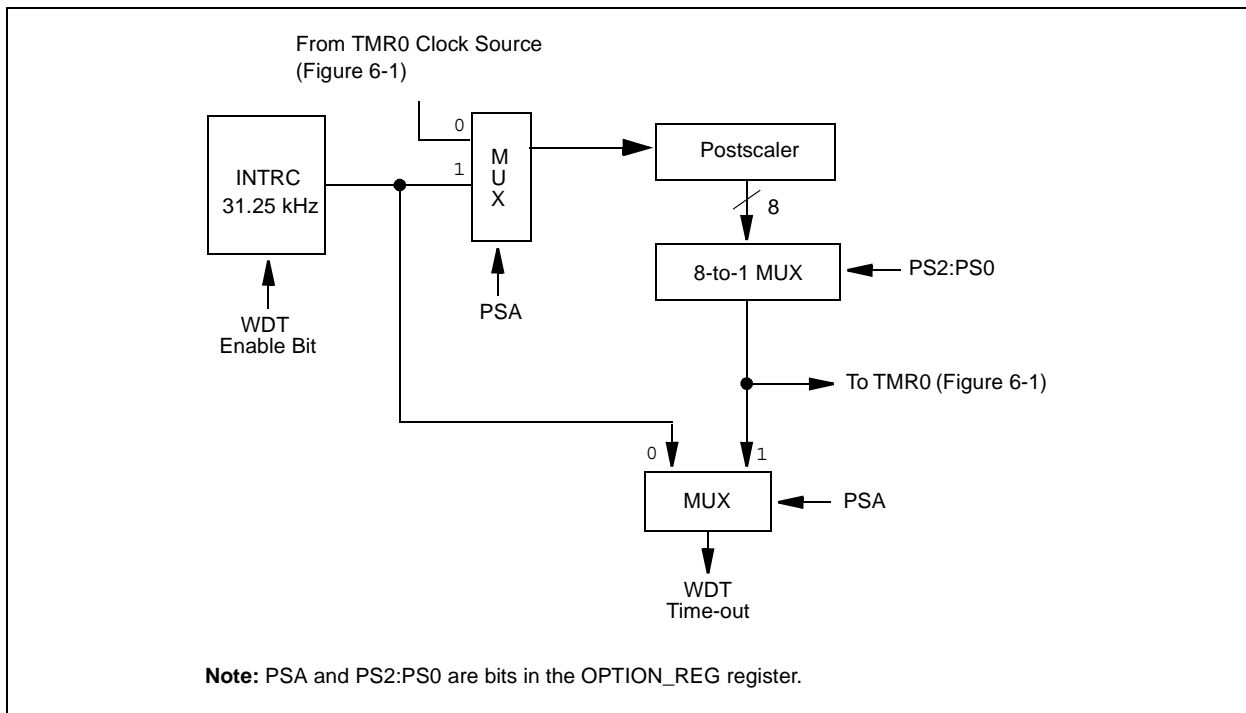 From TMR0 Clock Source
(Figure 6-1)
0
1
M
U
X
INTRC
31.25 kHz
Postscaler
8
8-to-1 MUX
PS2:PS0
PSA
WDT
Enable Bit
To TMR0 (Figure 6-1)
0
1
MUX
PSA
WDT
Time-out
Note: PSA and PS2:PS0 are bits in the OPTION_REG register.